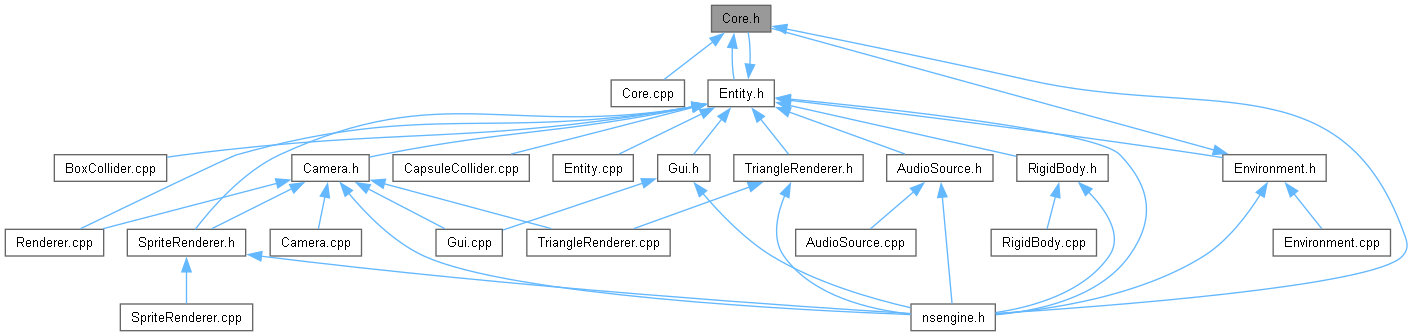 Core.h
Core.cpp
Entity.h
BoxCollider.cpp
Camera.h
CapsuleCollider.cpp
Entity.cpp
Gui.h
TriangleRenderer.h
AudioSource.h
RigidBody.h
Environment.h
Renderer.cpp
SpriteRenderer.h
Camera.cpp
Gui.cpp
TriangleRenderer.cpp
AudioSource.cpp
RigidBody.cpp
Environment.cpp
SpriteRenderer.cpp
nsengine.h